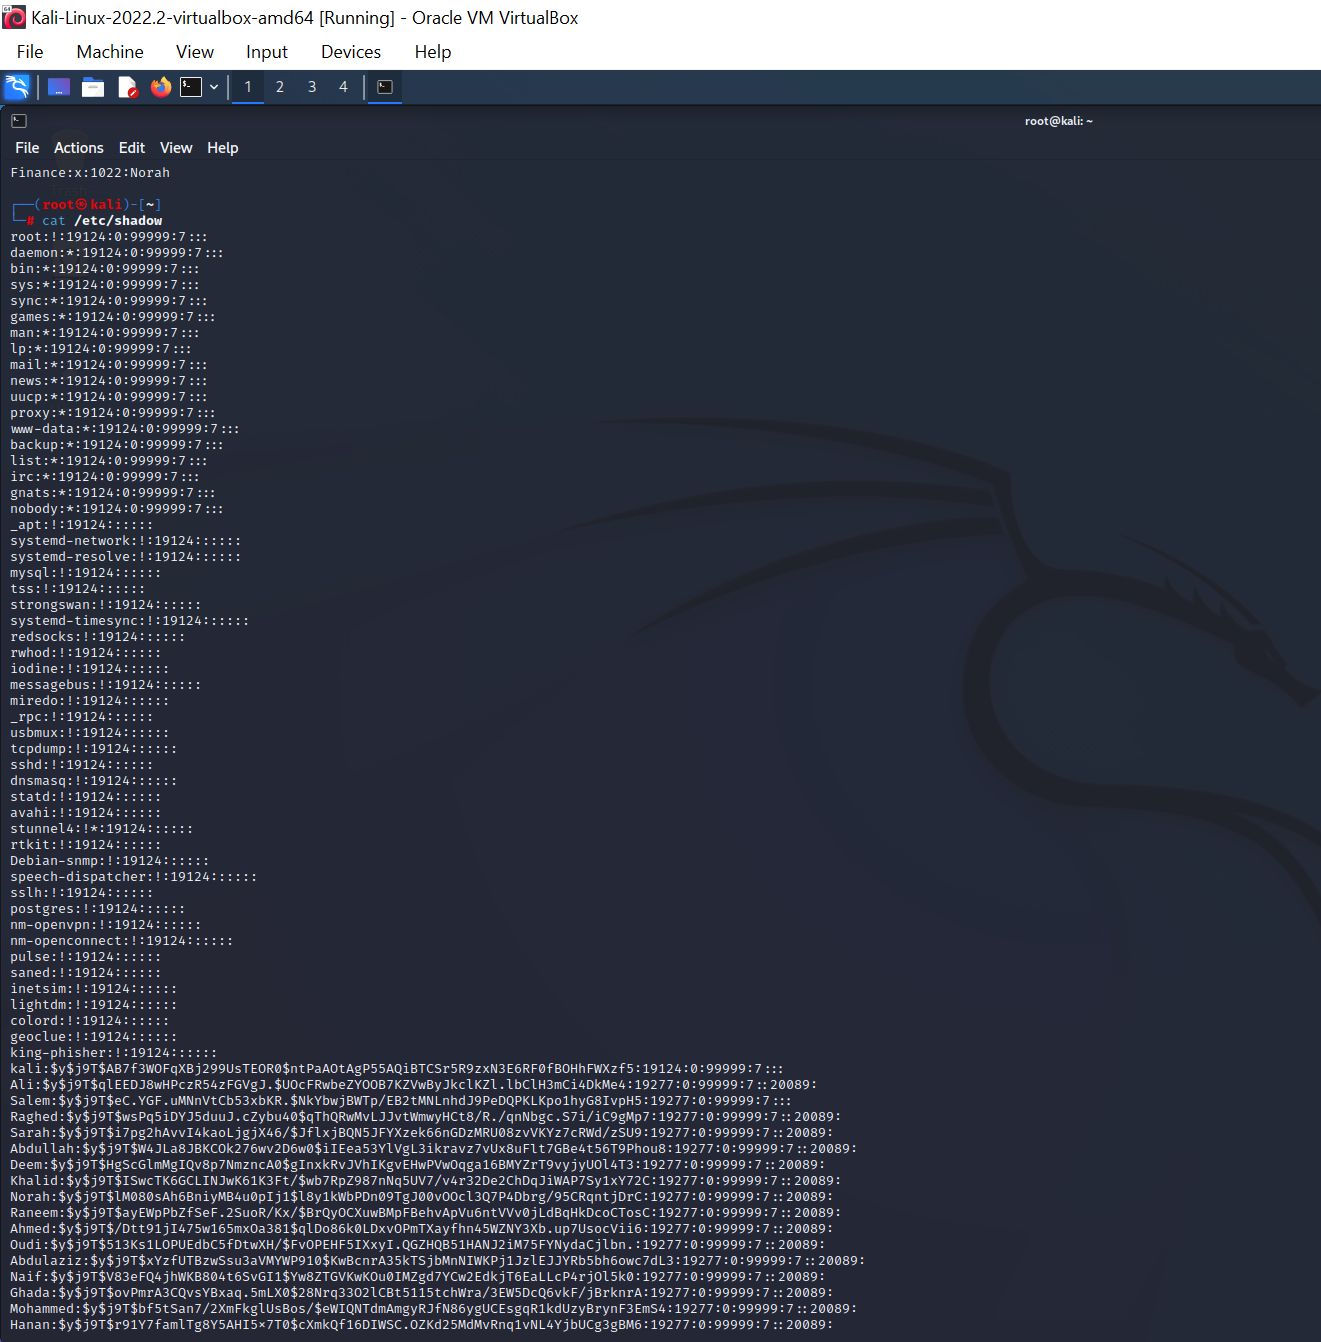 Kali-Linux-2022.2-virtualbox-amd64 [Running] - Oracle VM VirtualBox
File Machine View Input Devices Help
1 2 3 4
root@kali: ~
File Actions Edit View Help
Finance:x:1022:Norah
┌──(root㉿kali)-[~]
└─# cat /etc/shadow
root:!:19124:0:99999:7:::
daemon:*:19124:0:99999:7:::
bin:*:19124:0:99999:7:::
sys:*:19124:0:99999:7:::
sync:*:19124:0:99999:7:::
games:*:19124:0:99999:7:::
man:*:19124:0:99999:7:::
lp:*:19124:0:99999:7:::
mail:*:19124:0:99999:7:::
news:*:19124:0:99999:7:::
uucp:*:19124:0:99999:7:::
proxy:*:19124:0:99999:7:::
www-data:*:19124:0:99999:7:::
backup:*:19124:0:99999:7:::
list:*:19124:0:99999:7:::
irc:*:19124:0:99999:7:::
gnats:*:19124:0:99999:7:::
nobody:*:19124:0:99999:7:::
_apt:!:19124::::::
systemd-network:!:19124::::::
systemd-resolve:!:19124::::::
mysql:!:19124::::::
tss:!:19124::::::
strongswan:!:19124::::::
systemd-timesync:!:19124::::::
redsocks:!:19124::::::
rwhod:!:19124::::::
iodine:!:19124::::::
messagebus:!:19124::::::
miredo:!:19124::::::
_rpc:!:19124::::::
usbmux:!:19124::::::
tcpdump:!:19124::::::
sshd:!:19124::::::
dnsmasq:!:19124::::::
statd:!:19124::::::
avahi:!:19124::::::
stunnel4:!*:19124::::::
rtkit:!:19124::::::
Debian-snmp:!:19124::::::
speech-dispatcher:!:19124::::::
sslh:!:19124::::::
postgres:!:19124::::::
nm-openvpn:!:19124::::::
nm-openconnect:!:19124::::::
pulse:!:19124::::::
saned:!:19124::::::
inetsim:!:19124::::::
lightdm:!:19124::::::
colord:!:19124::::::
geoclue:!:19124::::::
king-phisher:!:19124::::::
kali:$y$j9T$AB7f3WOFqXBj299UsTEOR0$ntPaAOtAgP55AQiBTCSr5R9zxN3E6RF0fBOHhFWXzf5:19124:0:99999:7:::
Ali:$y$j9T$qlEEDJ8wHPczR54zFGVgJ.$UOcFRwbeZYOOB7KZVwByJkclKZl.lbClH3mCi4DkMe4:19277:0:99999:7::20089:
Salem:$y$j9T$eC.YGF.uMNnVtCb53xbKR.$NkYbwjBWTp/EB2tMNLnhdJ9PeDQPKLKpo1hyG8IvpH5:19277:0:99999:7:::
Raghed:$y$j9T$wsPq5iDYJ5duuJ.cZybu40$qThQRwMvLJJvtWmwyHCt8/R./qnNbgc.S7i/iC9gMp7:19277:0:99999:7::20089:
Sarah:$y$j9T$i7pg2hAvvI4kaoLjgjX46/$JflxjBQN5JFYXzek66nGDzMRU08zvVKYz7cRWd/zSU9:19277:0:99999:7::20089:
Abdullah:$y$j9T$W4JLa8JBKCOk276wv2D6w0$iIEea53YlVgL3ikravz7vUx8uFlt7GBe4t56T9Phou8:19277:0:99999:7::20089:
Deem:$y$j9T$HgScGlmMgIQv8p7NmzncA0$gInxkRvJVhIKgvEHwPVwOqga16BMYZrT9vyjyUOl4T3:19277:0:99999:7::20089:
Khalid:$y$j9T$ISwcTK6GCLINJwK61K3Ft/$wb7RpZ987nNq5UV7/v4r32De2ChDqJiWAP7Sy1xY72C:19277:0:99999:7::20089:
Norah:$y$j9T$lM080sAh6BniyMB4u0pIj1$l8y1kWbPDn09TgJ00vOOcl3Q7P4Dbrg/95CRqntjDrC:19277:0:99999:7::20089:
Raneem:$y$j9T$ayEWpPbZfSeF.2SuoR/Kx/$BrQyOCXuwBMpFBehvApVu6ntVVv0jLdBqHkDcoCTosC:19277:0:99999:7::20089:
Ahmed:$y$j9T$/Dtt91jI475w165mxOa381$qlDo86k0LDxvOPmTXayfhn45WZNY3Xb.up7UsocVii6:19277:0:99999:7::20089:
Oudi:$y$j9T$513Ks1LOPUEdbC5fDtwXH/$FvOPEHF5IXxyI.QGZHQB51HANJ2iM75FYNydaCjlbn.:19277:0:99999:7::20089:
Abdulaziz:$y$j9T$xYzfUTBzwSsu3aVMYWP910$KwBcnrA35kTSjbMnNIWKPj1JzlEJJYRb5bh6owc7dL3:19277:0:99999:7::20089:
Naif:$y$j9T$V83eFQ4jhWKB804t6SvGI1$Yw8ZTGVKwKOu0IMZgd7YCw2EdkjT6EaLLcP4rjOl5k0:19277:0:99999:7::20089:
Ghada:$y$j9T$ovPmrA3CQvsYBxaq.5mLX0$28Nrq33O2lCBt5115tchWra/3EW5DcQ6vkF/jBrknrA:19277:0:99999:7::20089:
Mohammed:$y$j9T$bf5tSan7/2XmFkglUsBos/$eWIQNTdmAmgyRJfN86ygUCEsgqR1kdUzyBrynF3EmS4:19277:0:99999:7::20089:
Hanan:$y$j9T$r91Y7famlTg8Y5AHI5×7T0$cXmkQf16DIWSC.OZKd25MdMvRnq1vNL4YjbUCg3gBM6:19277:0:99999:7::20089: